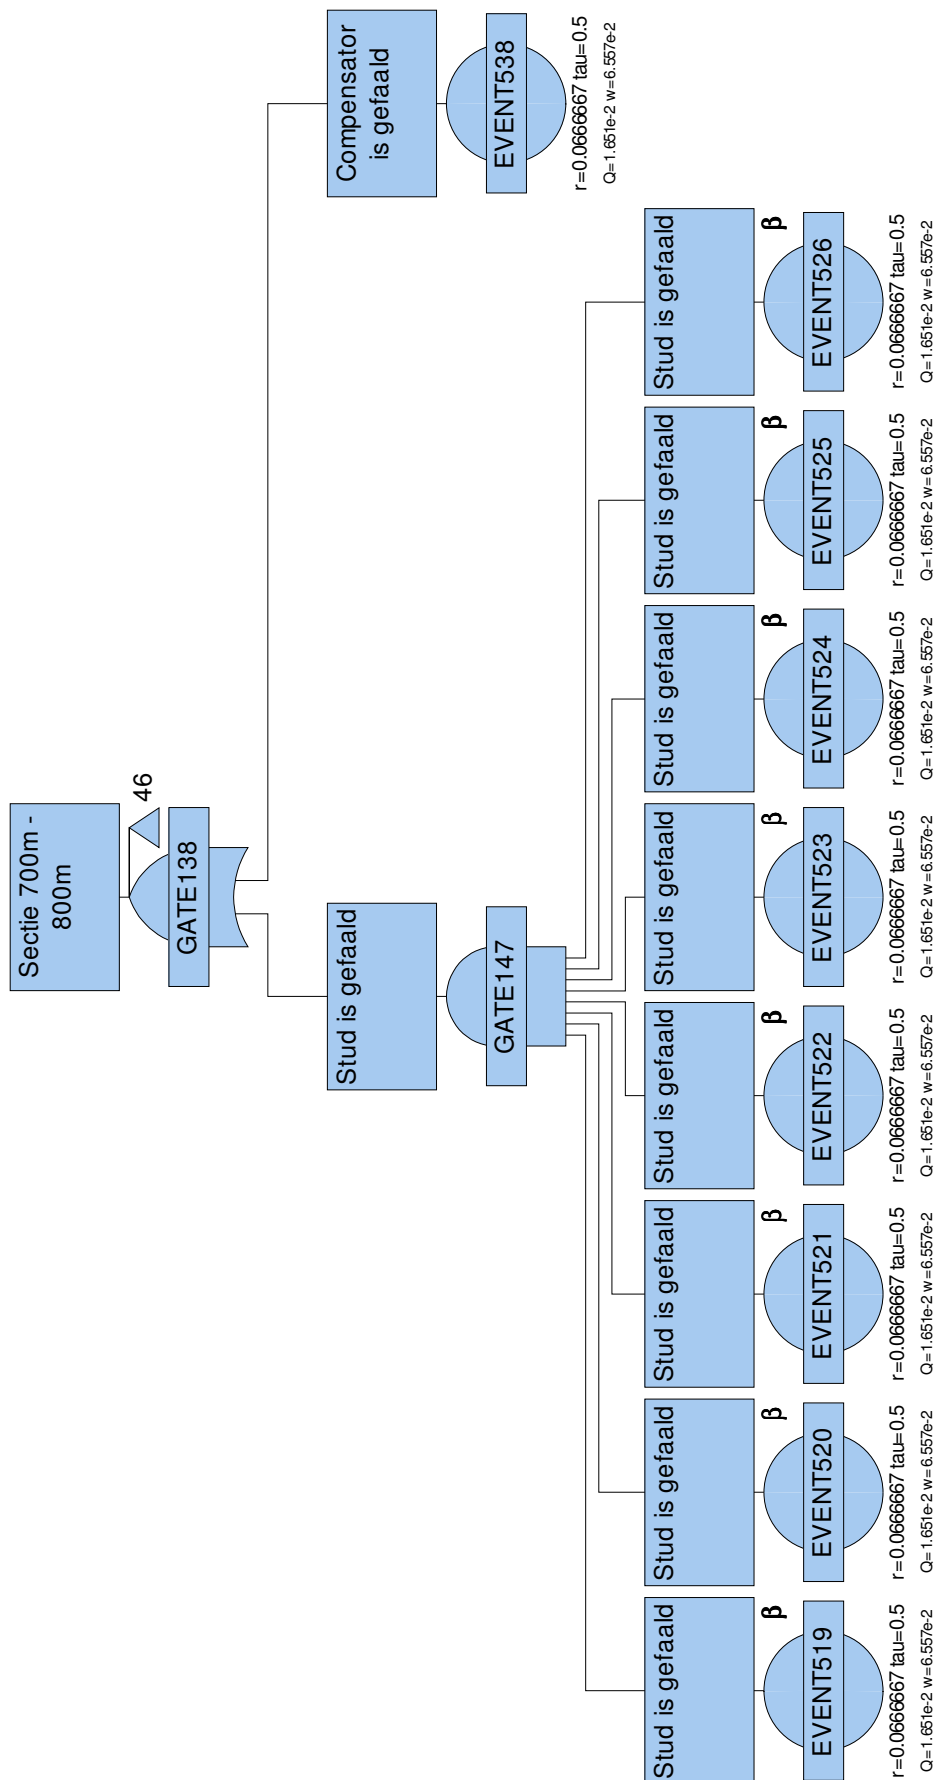 Sectie 700m -
800m
46
GATE138
Stud is gefaald
GATE147
Compensator
is gefaald
EVENT538
r=0.0666667 tau=0.5
Q=1.651e-2 w=6.557e-2
Stud is gefaald
β
EVENT519
r=0.0666667 tau=0.5
Q=1.651e-2 w=6.557e-2
Stud is gefaald
β
EVENT520
r=0.0666667 tau=0.5
Q=1.651e-2 w=6.557e-2
Stud is gefaald
β
EVENT521
r=0.0666667 tau=0.5
Q=1.651e-2 w=6.557e-2
Stud is gefaald
β
EVENT522
r=0.0666667 tau=0.5
Q=1.651e-2 w=6.557e-2
Stud is gefaald
β
EVENT523
r=0.0666667 tau=0.5
Q=1.651e-2 w=6.557e-2
Stud is gefaald
β
EVENT524
r=0.0666667 tau=0.5
Q=1.651e-2 w=6.557e-2
Stud is gefaald
β
EVENT525
r=0.0666667 tau=0.5
Q=1.651e-2 w=6.557e-2
Stud is gefaald
β
EVENT526
r=0.0666667 tau=0.5
Q=1.651e-2 w=6.557e-2